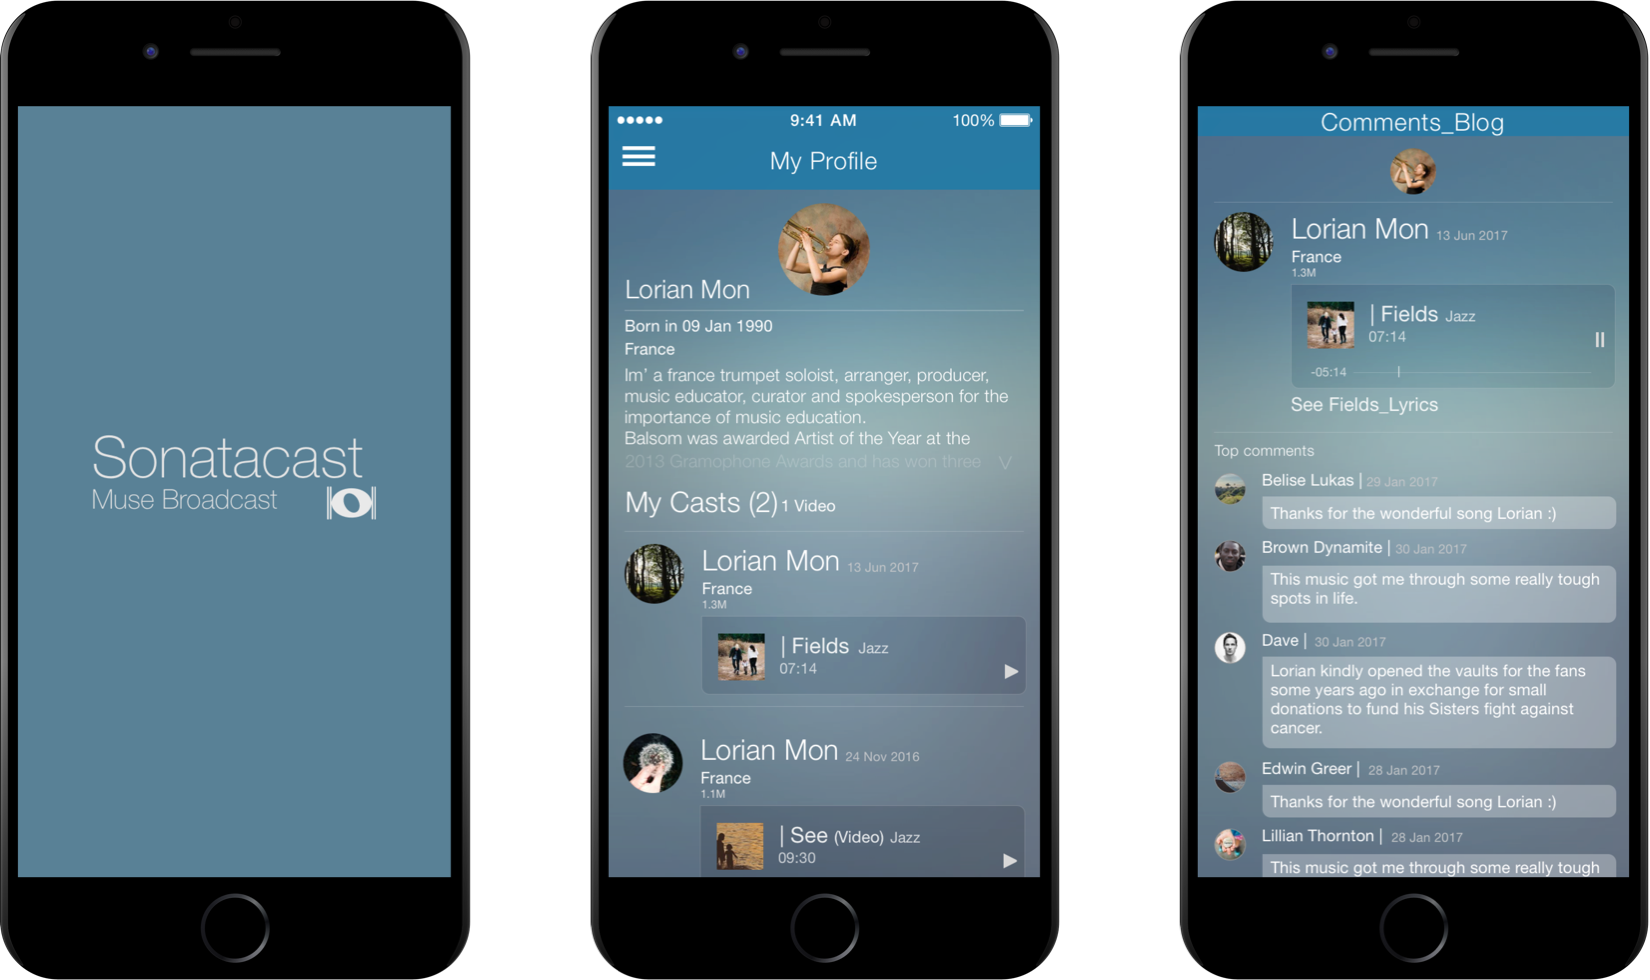 Sonatacast
Muse Broadcast
9:41 AM
100%
My Profile
Lorian Mon
Born in 09 Jan 1990
France
Im' a france trumpet soloist, arranger, producer,
music educator, curator and spokesperson for the
importance of music education.
Balsom was awarded Artist of the Year at the
2013 Gramophone Awards and has won three
My Casts (2) 1 Video
Lorian Mon 13 Jun 2017
France
1.3M
| Fields Jazz
07:14
Lorian Mon 24 Nov 2016
France
1.1M
| See (Video) Jazz
09:30
Comments_Blog
Lorian Mon 13 Jun 2017
France
1.3M
| Fields Jazz
07:14
-05:14
See Fields_Lyrics
Top comments
Belise Lukas | 29 Jan 2017
Thanks for the wonderful song Lorian :)
Brown Dynamite | 30 Jan 2017
This music got me through some really tough
spots in life.
Dave | 30 Jan 2017
Lorian kindly opened the vaults for the fans
some years ago in exchange for small
donations to fund his Sisters fight against
cancer.
Edwin Greer | 28 Jan 2017
Thanks for the wonderful song Lorian :)
Lillian Thornton | 28 Jan 2017
This music got me through some really tough